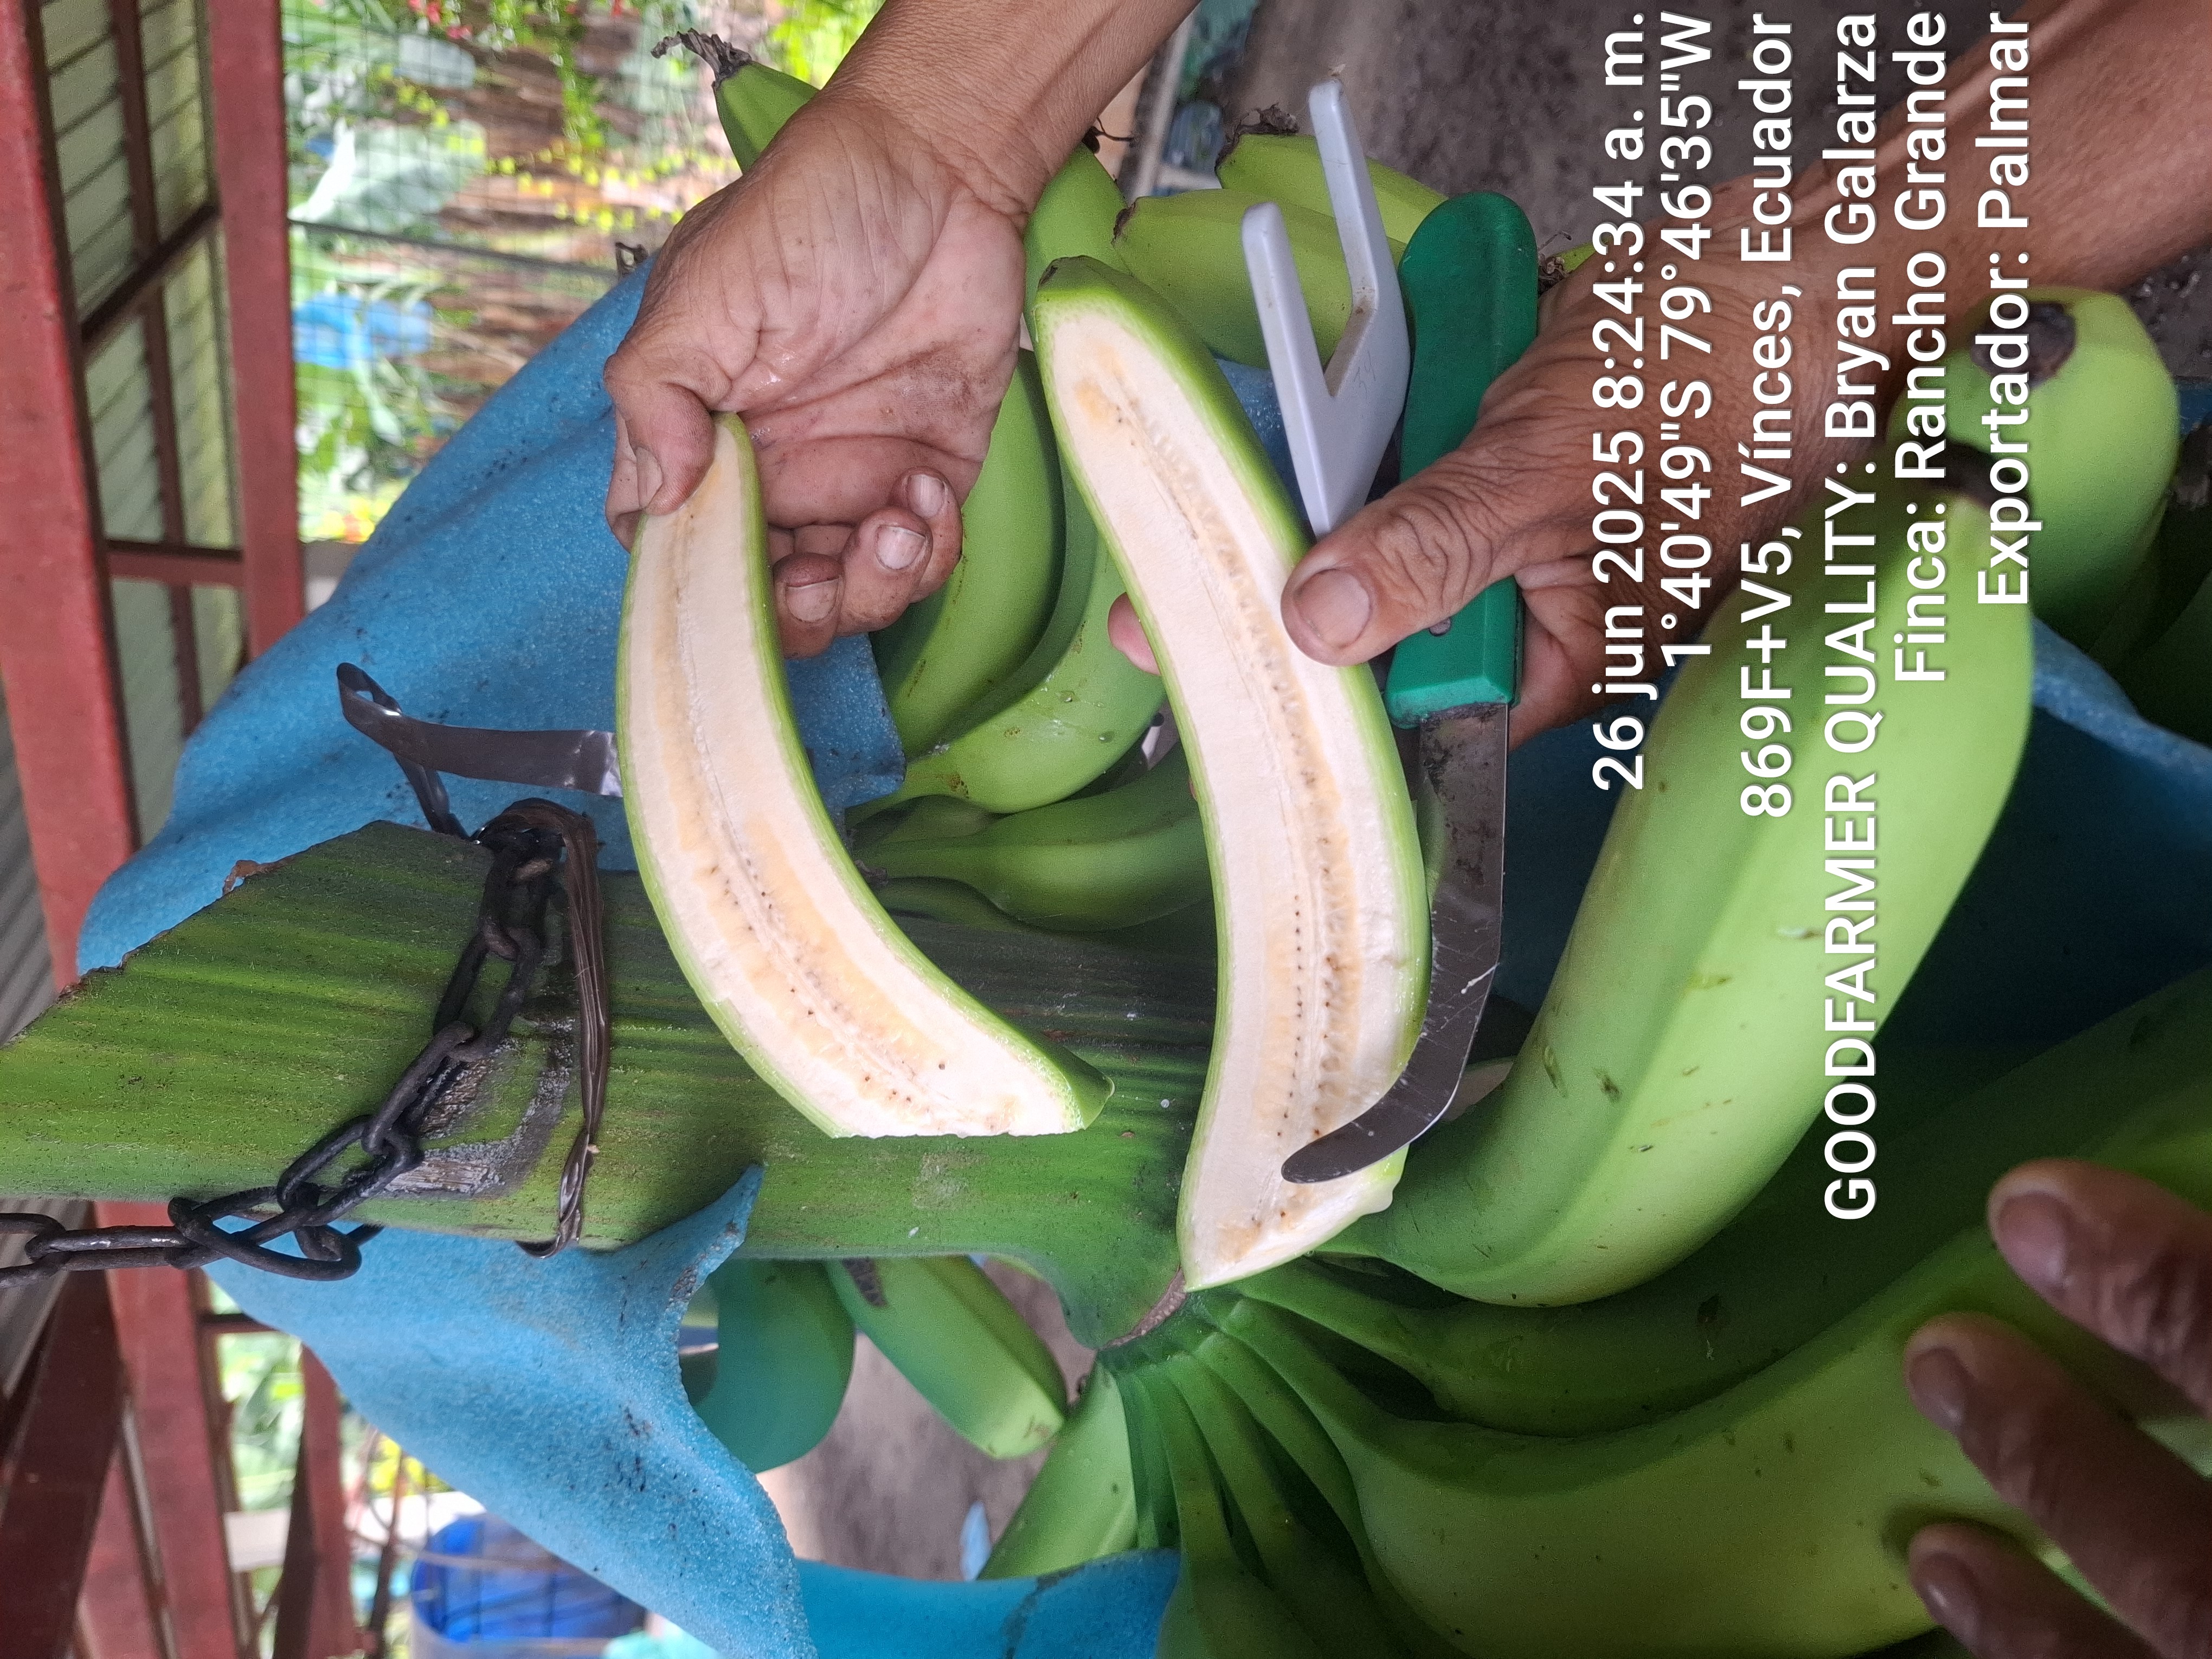 26 jun 2025 8:24:34 a. m.
1°40'49"S 79°46'35"W
869F+V5, Vínces, Ecuador
GOODFARMER QUALITY: Bryan Galarza
Finca: Rancho Grande
Exportador: Palmar